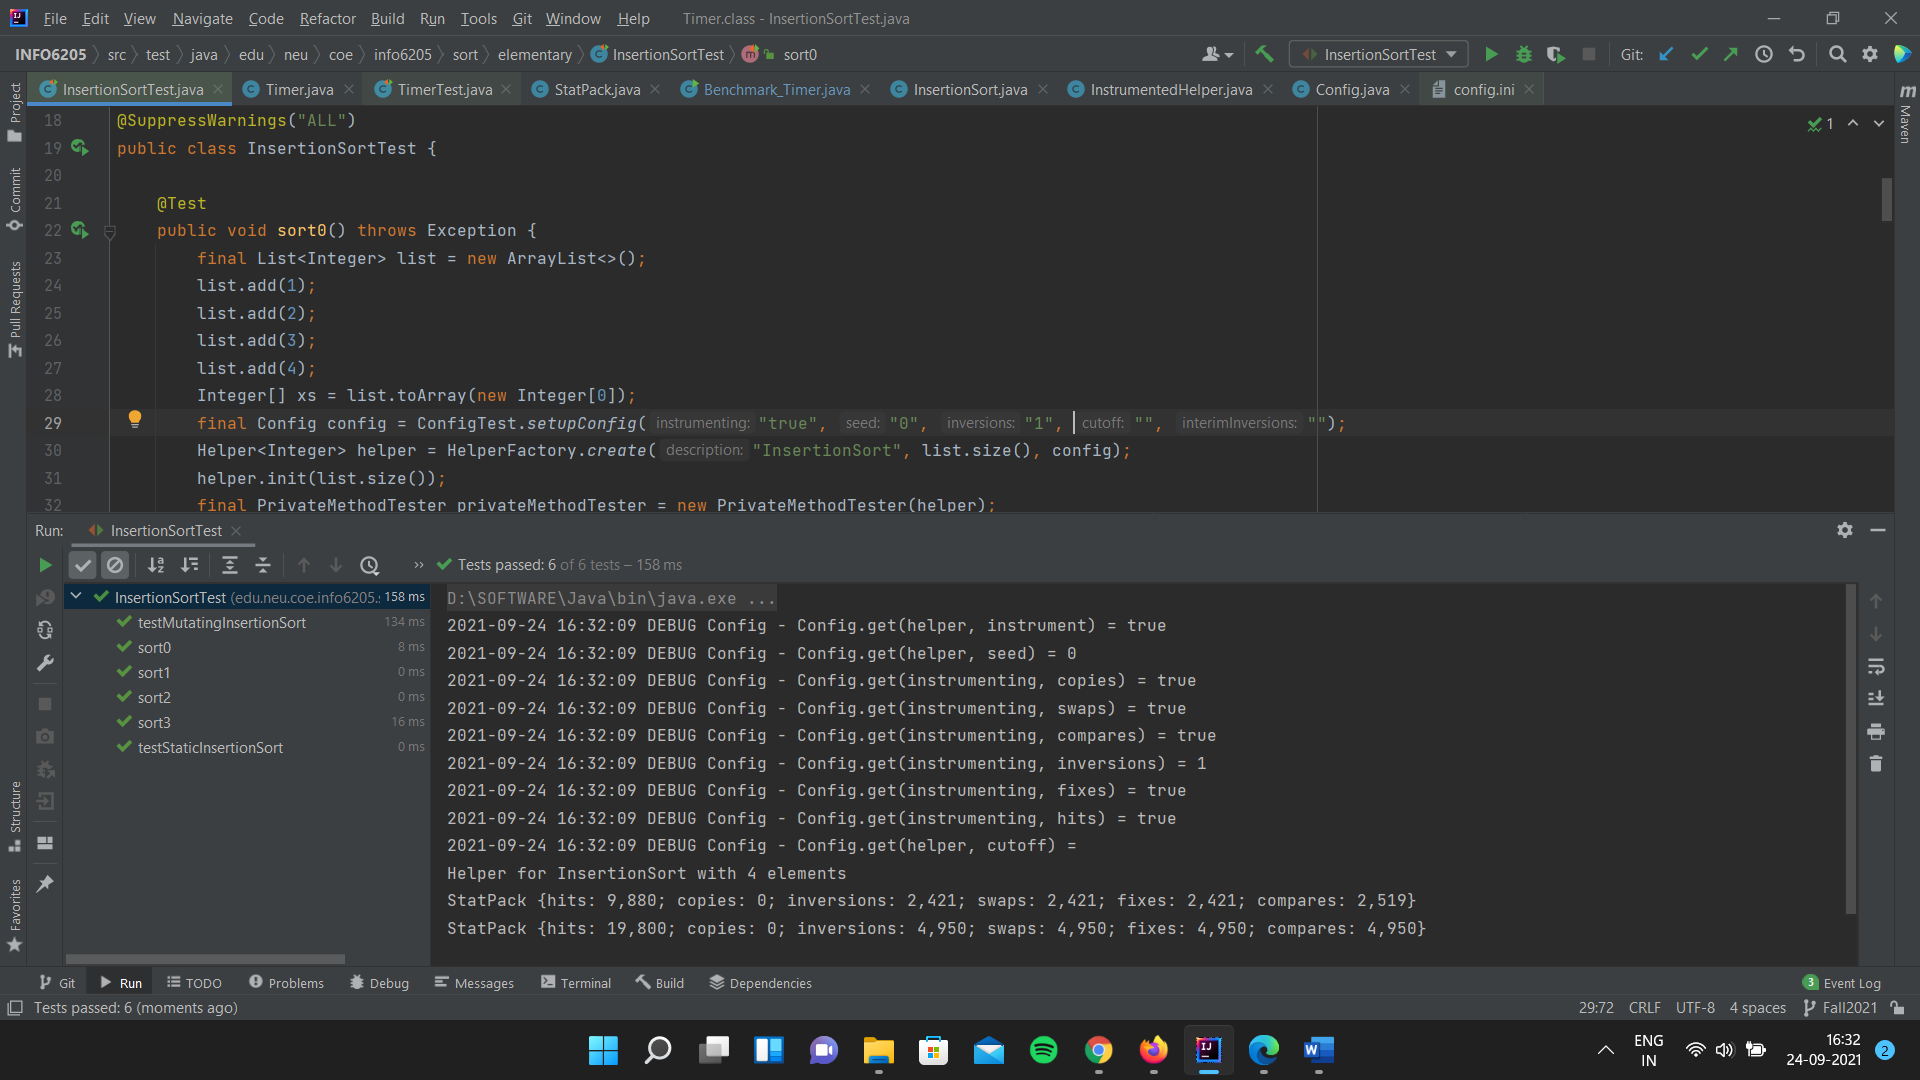 File Edit View Navigate Code Refactor Build Run Tools Git Window Help Timer.class - InsertionSortTest.java
INFO6205 src test java edu neu coe info6205 sort elementary InsertionSortTest sort0 InsertionSortTest Git:
InsertionSortTest.java Timer.java TimerTest.java StatPack.java Benchmark_Timer.java InsertionSort.java InstrumentedHelper.java Config.java config.ini
Project
Commit
Pull Requests
Structure
Favorites
Maven
1
18 @SuppressWarnings("ALL")
19 public class InsertionSortTest {
20
21 @Test
22 public void sort0() throws Exception {
23 final List<Integer> list = new ArrayList<>();
24 list.add(1);
25 list.add(2);
26 list.add(3);
27 list.add(4);
28 Integer[] xs = list.toArray(new Integer[0]);
29 final Config config = ConfigTest.setupConfig( instrumenting: "true", seed: "0", inversions: "1", cutoff: "", interimInversions: "");
30 Helper<Integer> helper = HelperFactory.create( description: "InsertionSort", list.size(), config);
31 helper.init(list.size());
32 final PrivateMethodTester privateMethodTester = new PrivateMethodTester(helper);
Run: InsertionSortTest
Tests passed: 6 of 6 tests – 158 ms
InsertionSortTest (edu.neu.coe.info6205.s 158 ms
testMutatingInsertionSort 134 ms
sort0 8 ms
sort1 0 ms
sort2 0 ms
sort3 16 ms
testStaticInsertionSort 0 ms
D:\SOFTWARE\Java\bin\java.exe ...
2021-09-24 16:32:09 DEBUG Config - Config.get(helper, instrument) = true
2021-09-24 16:32:09 DEBUG Config - Config.get(helper, seed) = 0
2021-09-24 16:32:09 DEBUG Config - Config.get(instrumenting, copies) = true
2021-09-24 16:32:09 DEBUG Config - Config.get(instrumenting, swaps) = true
2021-09-24 16:32:09 DEBUG Config - Config.get(instrumenting, compares) = true
2021-09-24 16:32:09 DEBUG Config - Config.get(instrumenting, inversions) = 1
2021-09-24 16:32:09 DEBUG Config - Config.get(instrumenting, fixes) = true
2021-09-24 16:32:09 DEBUG Config - Config.get(instrumenting, hits) = true
2021-09-24 16:32:09 DEBUG Config - Config.get(helper, cutoff) =
Helper for InsertionSort with 4 elements
StatPack {hits: 9,880; copies: 0; inversions: 2,421; swaps: 2,421; fixes: 2,421; compares: 2,519}
StatPack {hits: 19,800; copies: 0; inversions: 4,950; swaps: 4,950; fixes: 4,950; compares: 4,950}
Git Run TODO Problems Debug Messages Terminal Build Dependencies 3 Event Log
Tests passed: 6 (moments ago) 29:72 CRLF UTF-8 4 spaces Fall2021
ENG
IN
16:32
24-09-2021
2